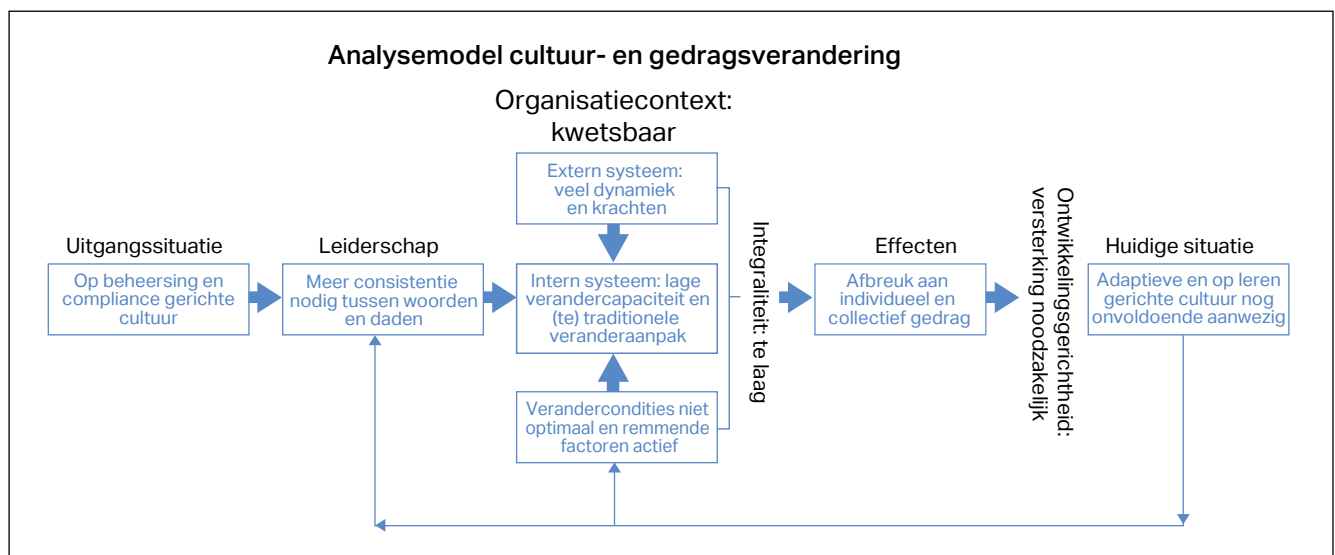 Analysemodel cultuur- en gedragsverandering
Organisatiecontext:
kwetsbaar
Uitgangssituatie
Op beheersing en
compliance gerichte
cultuur
Leiderschap
Meer consistentie
nodig tussen woorden
en daden
Extern systeem:
veel dynamiek
en krachten
Intern systeem: lage
verandercapaciteit en
(te) traditionele
veranderaanpak
Verandercondities niet
optimaal en remmende
factoren actief
Integraliteit: te laag
Effecten
Afbreuk aan
individueel en
collectief gedrag
Ontwikkelingsgerichtheid:
versterking noodzakelijk
Huidige situatie
Adaptieve en op leren
gerichte cultuur nog
onvoldoende aanwezig